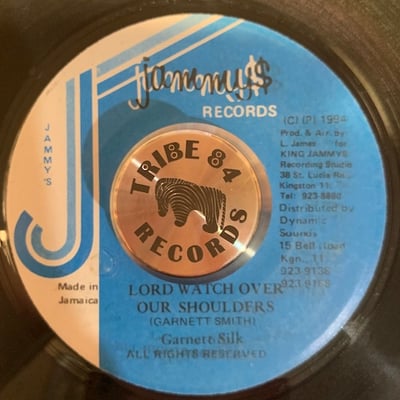 jammy$
RECORDS
JAMMY'S
(C) (P) 1994
Prod. & Arr. by:
L. James for
KING JAMMYS
Recording Studio
38 St. Lucia Ro
Kingston 11,
Tel: 923-8880
Distributed by
Dynamic
Sounds
15 Bell Road
Kgn. 11
923-9138
923-9168
TRIBE 84
RECORDS
Made in
Jamaica
LORD WATCH OVER
OUR SHOULDERS
(GARNETT SMITH)
Garnett Silk
ALL RIGHTS RESERVED